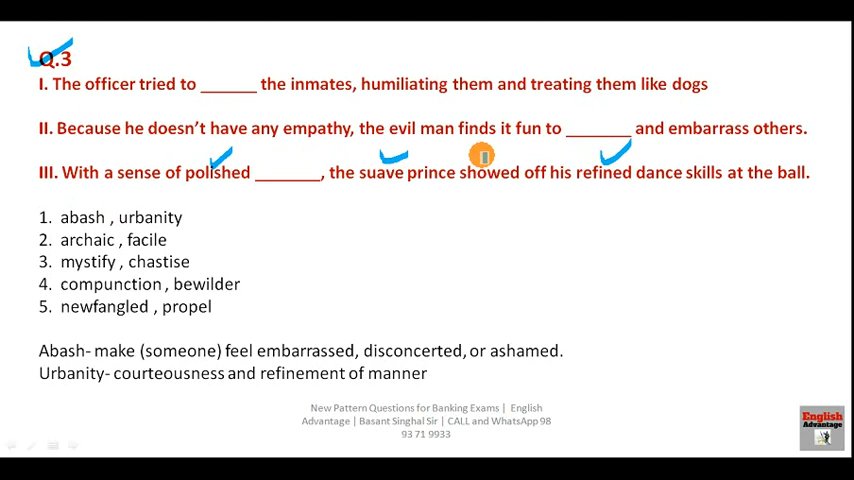 Q.3
I. The officer tried to ______ the inmates, humiliating them and treating them like dogs
II. Because he doesn't have any empathy, the evil man finds it fun to _______ and embarrass others.
III. With a sense of polished _______, the suave prince showed off his refined dance skills at the ball.
1. abash , urbanity
2. archaic , facile
3. mystify , chastise
4. compunction , bewilder
5. newfangled , propel
Abash- make (someone) feel embarrassed, disconcerted, or ashamed.
Urbanity- courteousness and refinement of manner
New Pattern Questions for Banking Exams | English
Advantage | Basant Singhal Sir | CALL and WhatsApp 98
93 71 9933
English
Advantage